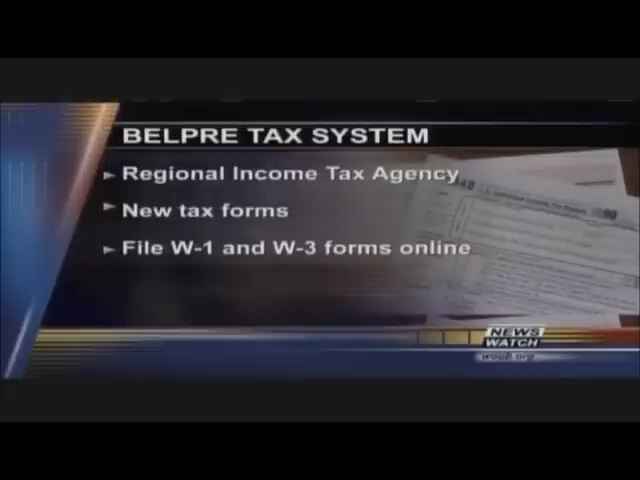 BELPRE TAX SYSTEM
Regional Income Tax Agency
New tax forms
File W-1 and W-3 forms online
NEWS
WATCH